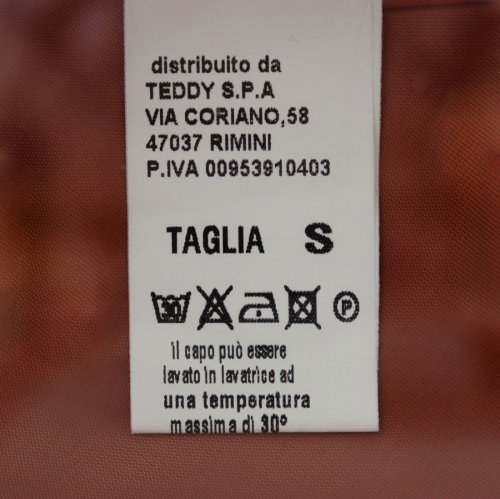 distribuito da
TEDDY S.P.A
VIA CORIANO,58
47037 RIMINI
P.IVA 00953910403
TAGLIA S
30 P
il capo può essere
lavato in lavatrice ad
una temperatura
massima di 30°